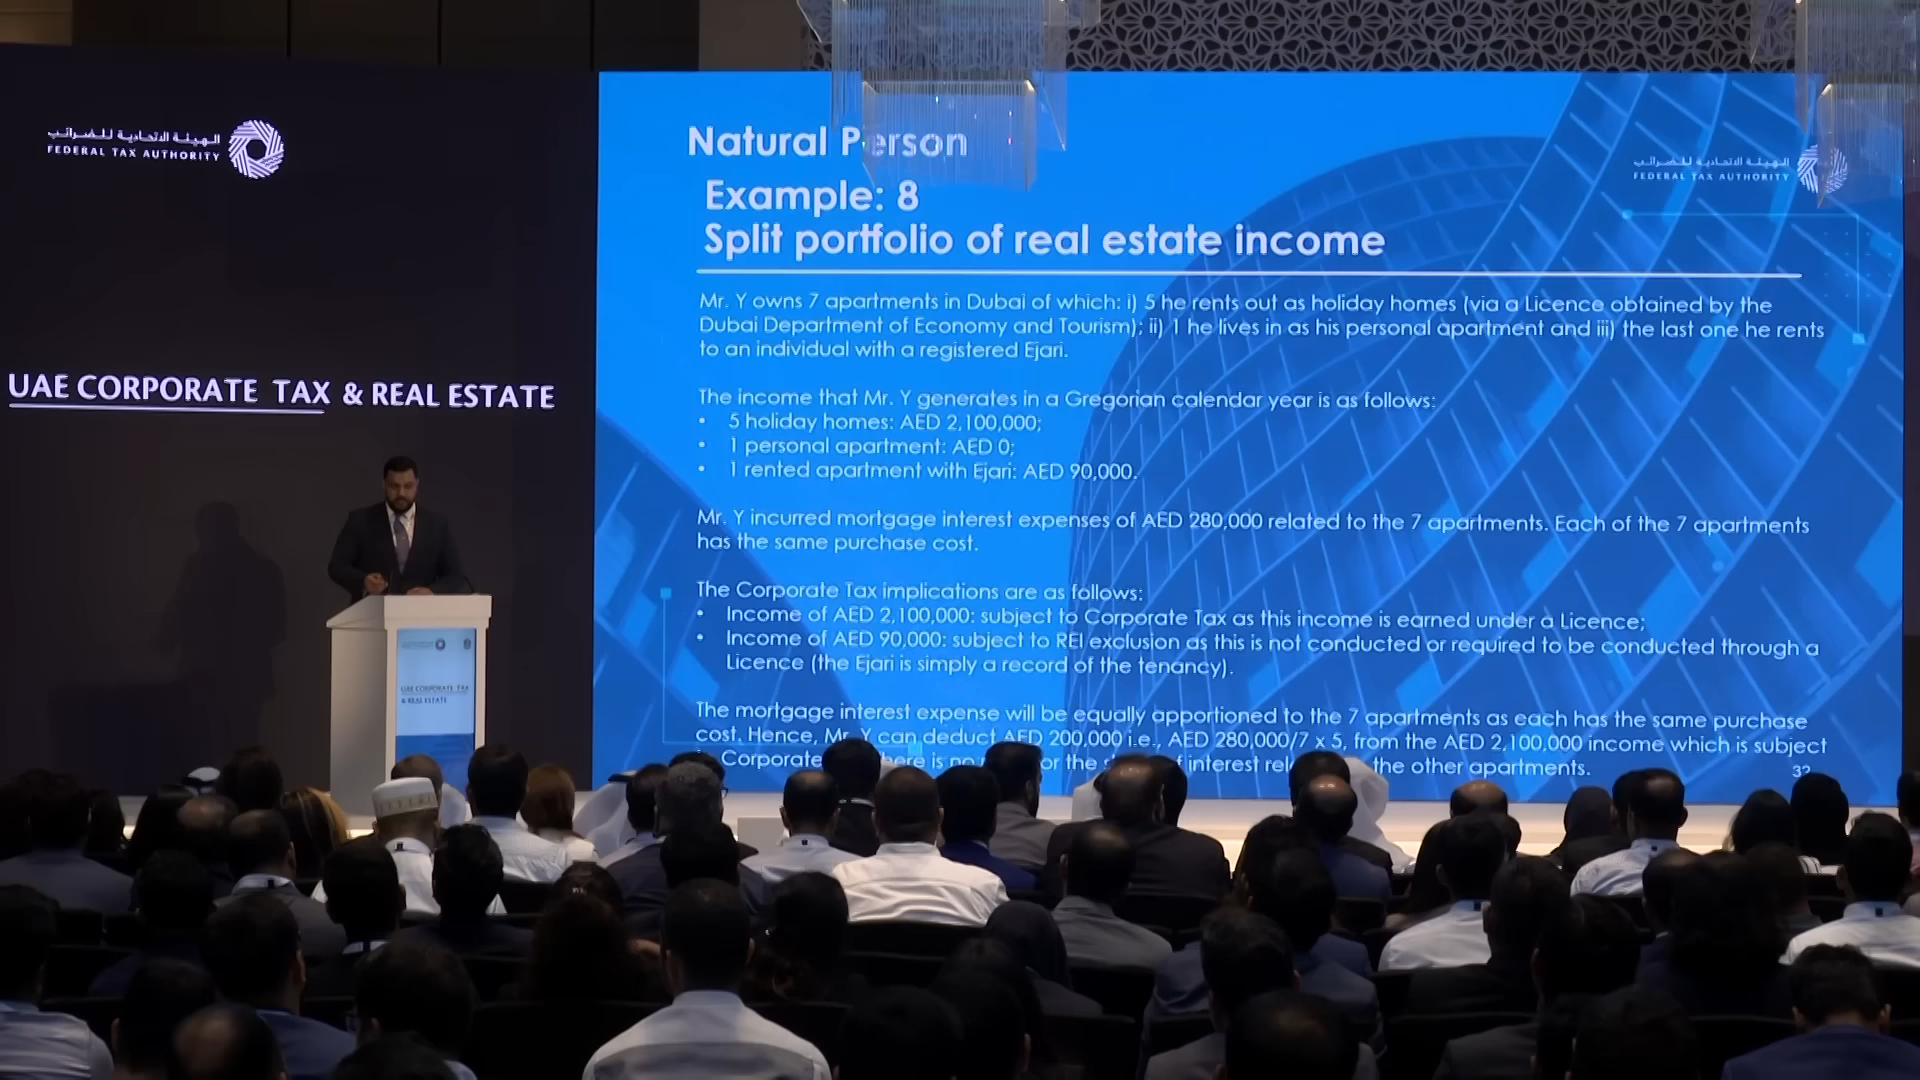 الهيئة الاتحادية للضرائب
FEDERAL TAX AUTHORITY
UAE CORPORATE TAX & REAL ESTATE
UAE CORPORATE TAX
& REAL ESTATE
Natural Person
الهيئة الاتحادية للضرائب
FEDERAL TAX AUTHORITY
Example: 8
Split portfolio of real estate income
Mr. Y owns 7 apartments in Dubai of which: i) 5 he rents out as holiday homes (via a Licence obtained by the
Dubai Department of Economy and Tourism); ii) 1 he lives in as his personal apartment and iii) the last one he rents
to an individual with a registered Ejari.
The income that Mr. Y generates in a Gregorian calendar year is as follows:
• 5 holiday homes: AED 2,100,000;
• 1 personal apartment: AED 0;
• 1 rented apartment with Ejari: AED 90,000.
Mr. Y incurred mortgage interest expenses of AED 280,000 related to the 7 apartments. Each of the 7 apartments
has the same purchase cost.
The Corporate Tax implications are as follows:
• Income of AED 2,100,000: subject to Corporate Tax as this income is earned under a Licence;
• Income of AED 90,000: subject to REI exclusion as this is not conducted or required to be conducted through a
Licence (the Ejari is simply a record of the tenancy).
The mortgage interest expense will be equally apportioned to the 7 apartments as each has the same purchase
cost. Hence, Mr. Y can deduct AED 200,000 i.e., AED 280,000/7 x 5, from the AED 2,100,000 income which is subject
Corporate is no or the interest the other apartments.
32